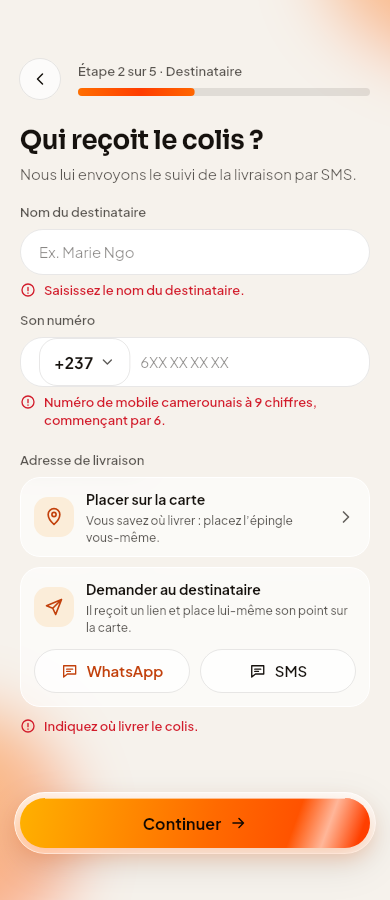 Étape 2 sur 5 · Destinataire
Qui reçoit le colis ?
Nous lui envoyons le suivi de la livraison par SMS.
Nom du destinataire
Ex. Marie Ngo
Saisissez le nom du destinataire.
Son numéro
+237 6XX XX XX XX
Numéro de mobile camerounais à 9 chiffres,
commençant par 6.
Adresse de livraison
Placer sur la carte
Vous savez où livrer : placez l’épingle
vous-même.
Demander au destinataire
Il reçoit un lien et place lui-même son point sur
la carte.
WhatsApp SMS
Indiquez où livrer le colis.
Continuer